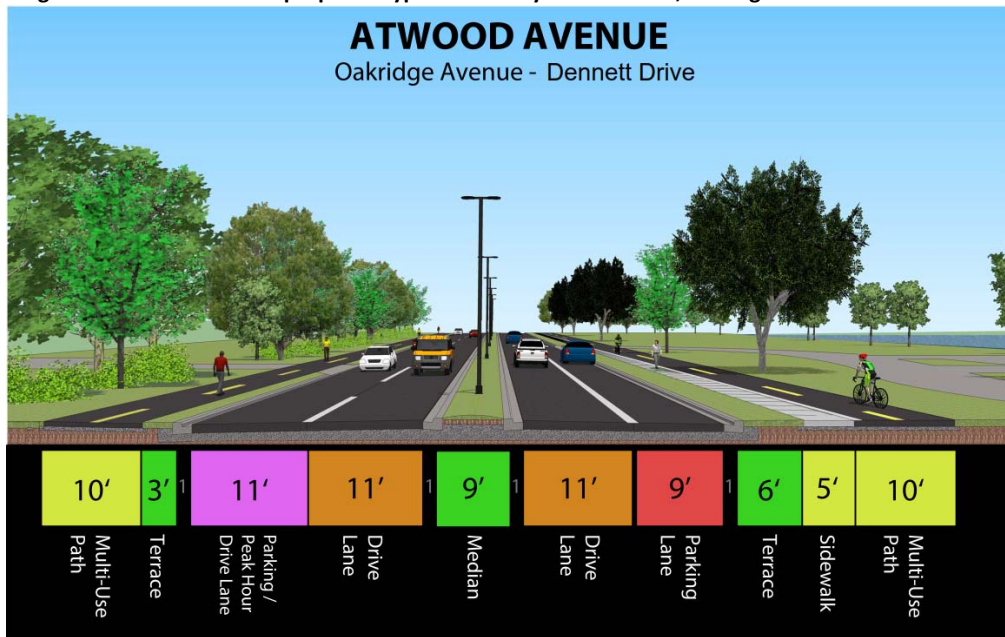 ATWOOD AVENUE
Oakridge Avenue - Dennett Drive
10' 3' 1 11' 11' 1 9' 1 11' 9' 1 6' 5' 10'
Multi-Use
Path
Terrace
Parking /
Peak Hour
Drive Lane
Drive
Lane
Median
Drive
Lane
Parking
Lane
Terrace
Sidewalk
Multi-Use
Path